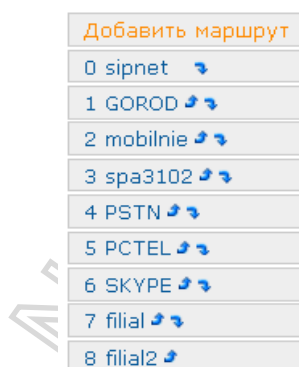 Добавить маршрут
0 sipnet
1 GOROD
2 mobilnie
3 spa3102
4 PSTN
5 PCTEL
6 SKYPE
7 filial
8 filial2